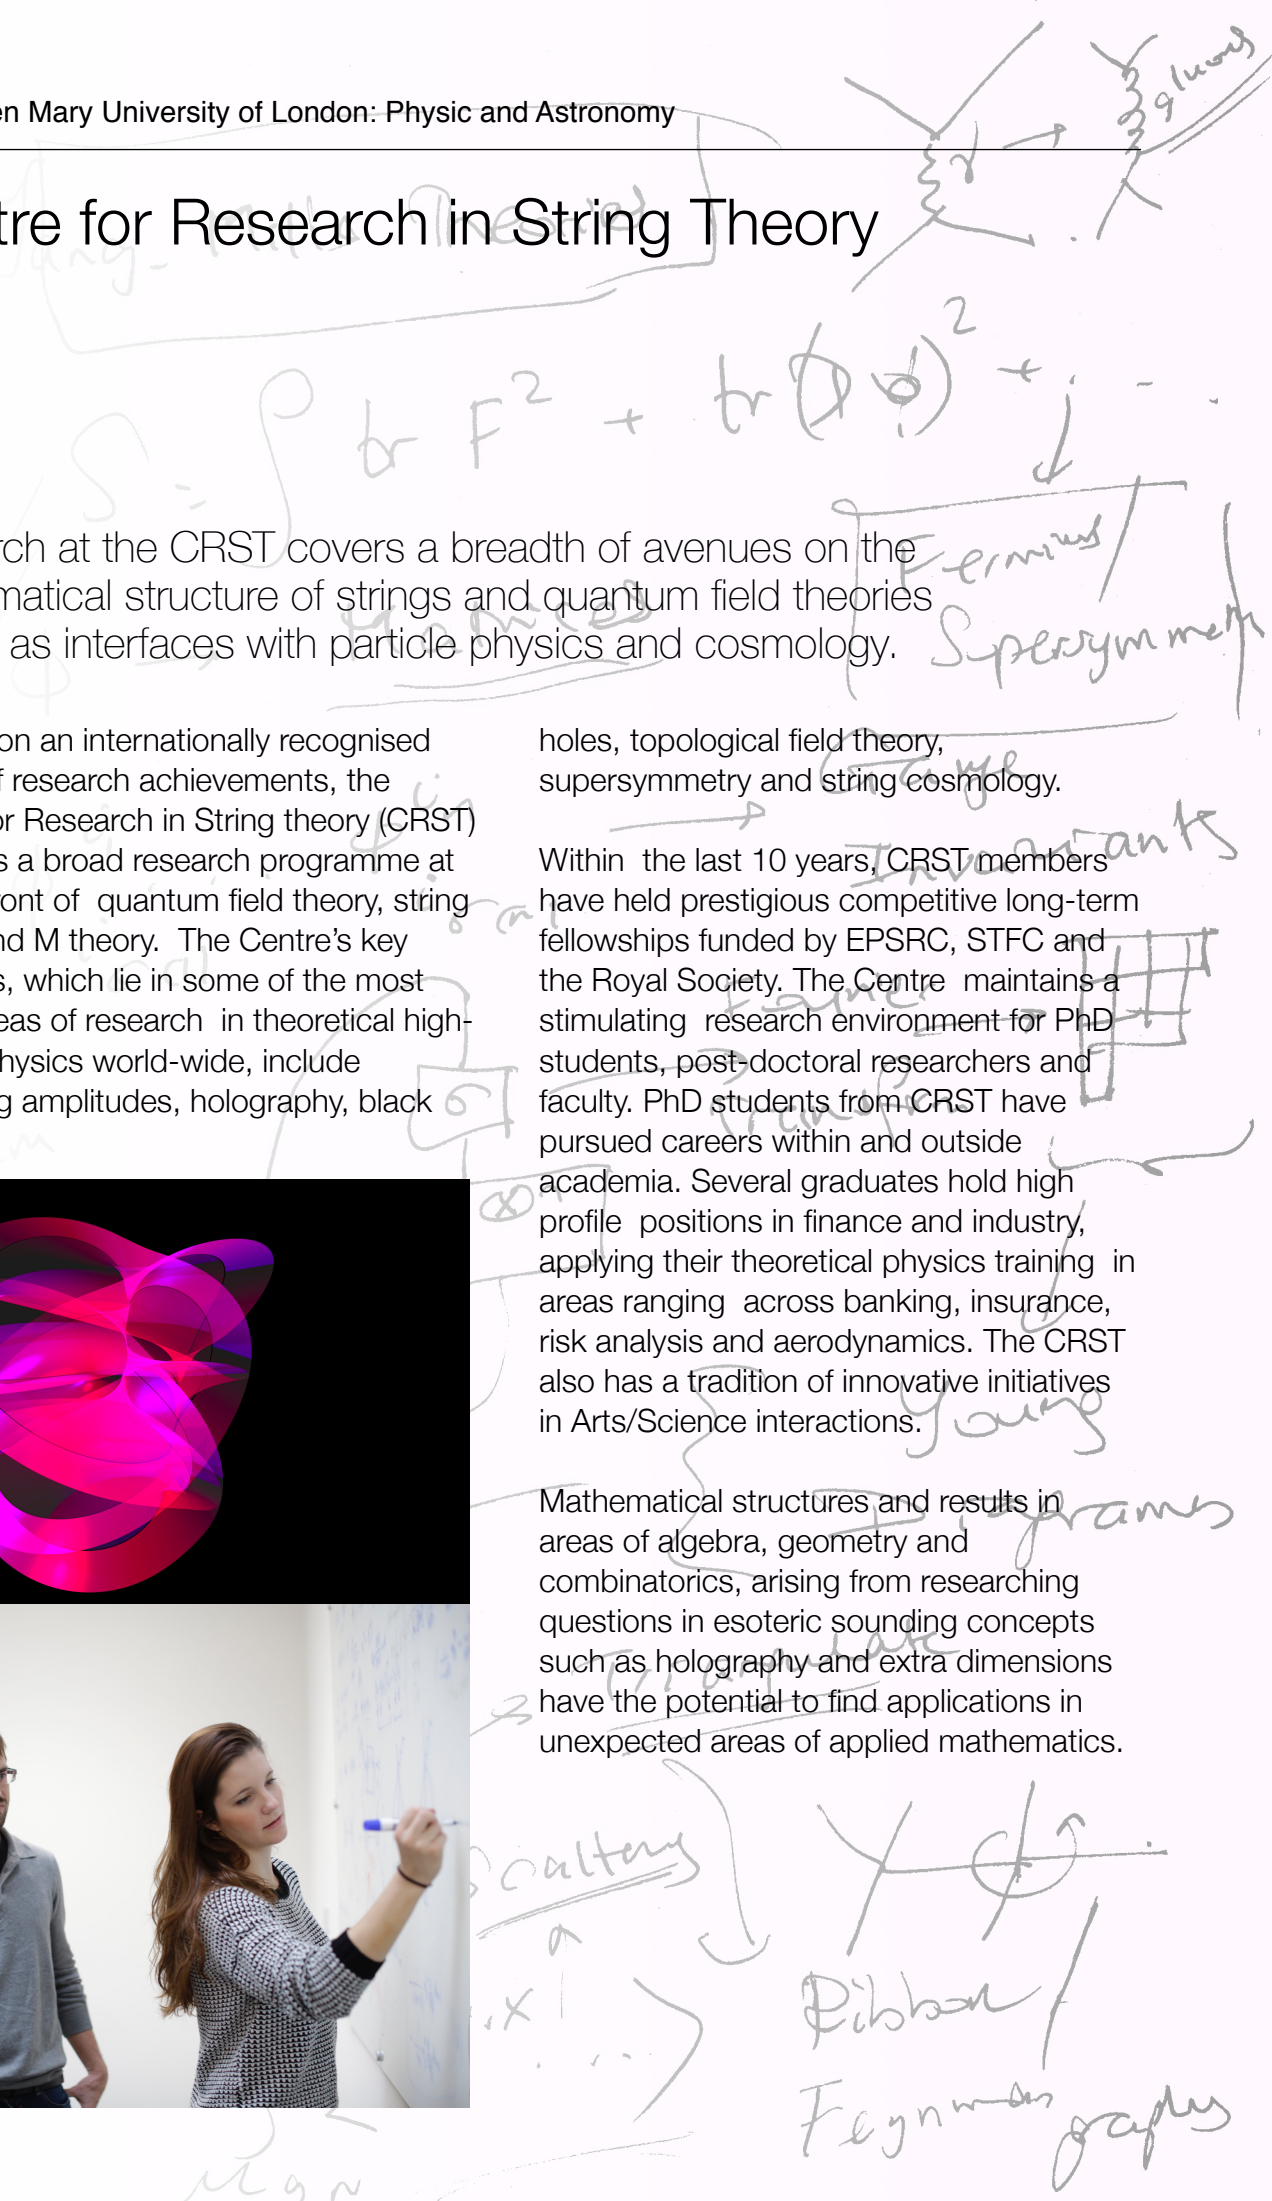 en Mary University of London: Physic and Astronomy
tre for Research in String Theory
Yang-Mills Theories
γ
gluons
S = ∫ tr F² + tr(Dφ)² + . - .
rch at the CRST covers a breadth of avenues on the
matical structure of strings and quantum field theories
as interfaces with particle physics and cosmology.
Fermions
Supersymmetry
Matrices
on an internationally recognised
f research achievements, the
or Research in String theory (CRST)
s a broad research programme at
ront of quantum field theory, string
nd M theory. The Centre's key
s, which lie in some of the most
eas of research in theoretical high-
hysics world-wide, include
g amplitudes, holography, black
holes, topological field theory,
supersymmetry and string cosmology.
Within the last 10 years, CRST members
have held prestigious competitive long-term
fellowships funded by EPSRC, STFC and
the Royal Society. The Centre maintains a
stimulating research environment for PhD
students, post-doctoral researchers and
faculty. PhD students from CRST have
pursued careers within and outside
academia. Several graduates hold high
profile positions in finance and industry,
applying their theoretical physics training in
areas ranging across banking, insurance,
risk analysis and aerodynamics. The CRST
also has a tradition of innovative initiatives
in Arts/Science interactions.
Mathematical structures and results in
areas of algebra, geometry and
combinatorics, arising from researching
questions in esoteric sounding concepts
such as holography and extra dimensions
have the potential to find applications in
unexpected areas of applied mathematics.
Gauge
Invariants
Fourier
Transform
σ
Young
Diagrams
Triangulate
Scattery
Ribbon
Feynman
graphs